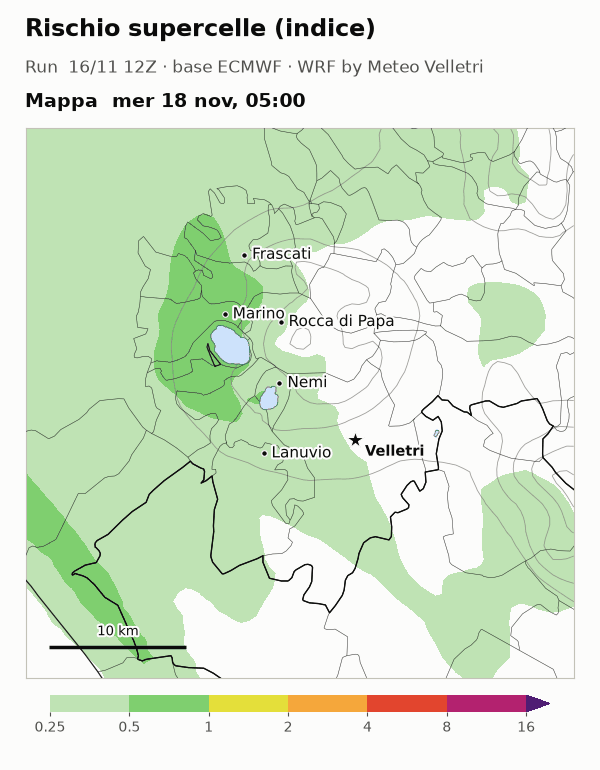 Rischio supercelle (indice)
Run  16/11 12Z · base ECMWF · WRF by Meteo Velletri
Mappa  mer 18 nov, 05:00
Frascati
Marino
Rocca di Papa
Nemi
Velletri
Lanuvio
10 km
0.25 0.5 1 2 4 8 16